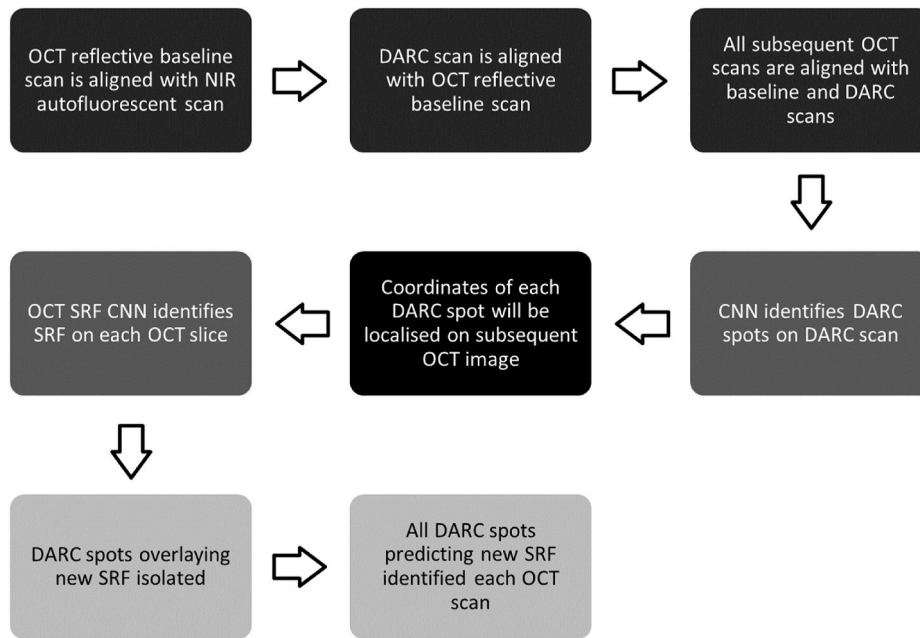 OCT reflective baseline
scan is aligned with NIR
autofluorescent scan
DARC scan is aligned
with OCT reflective
baseline scan
All subsequent OCT
scans are aligned with
baseline and DARC
scans
CNN identifies DARC
spots on DARC scan
Coordinates of each
DARC spot will be
localised on subsequent
OCT image
OCT SRF CNN identifies
SRF on each OCT slice
DARC spots overlaying
new SRF isolated
All DARC spots
predicting new SRF
identified each OCT
scan